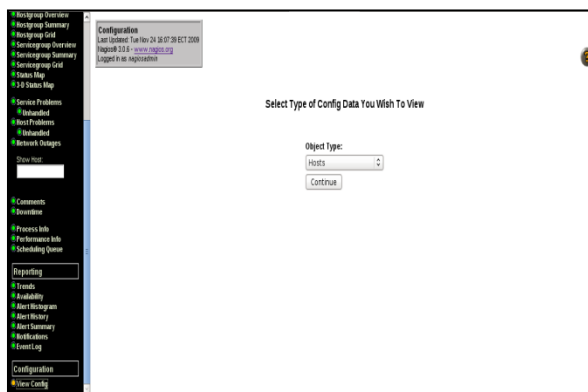 Hostgroup Overview
Hostgroup Summary
Hostgroup Grid
Servicegroup Overview
Servicegroup Summary
Servicegroup Grid
Status Map
3-D Status Map
Service Problems
Unhandled
Host Problems
Unhandled
Network Outages
Show Host:
Comments
Downtime
Process Info
Performance Info
Scheduling Queue
Reporting
Trends
Availability
Alert Histogram
Alert History
Alert Summary
Notifications
Event Log
Configuration
View Config
Configuration
Last Updated: Tue Nov 24 16:07:39 ECT 2009
Nagios® 3.0.6 - www.nagios.org
Logged in as nagiosadmin
Select Type of Config Data You Wish To View
Object Type:
Hosts
Continue